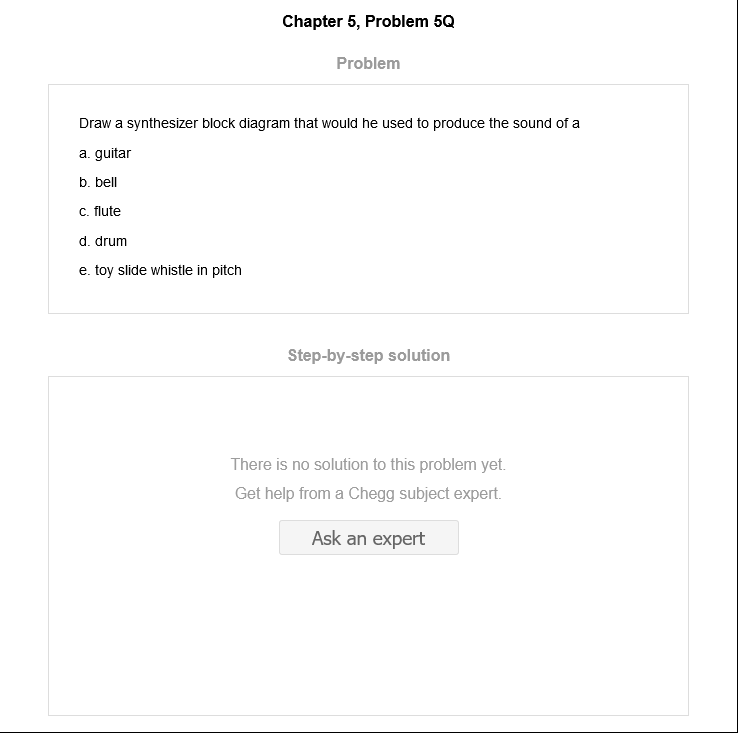 Chapter 5, Problem 5Q
Problem
Draw a synthesizer block diagram that would he used to produce the sound of a
a. guitar
b. bell
c. flute
d. drum
e. toy slide whistle in pitch
Step-by-step solution
There is no solution to this problem yet.
Get help from a Chegg subject expert.
Ask an expert